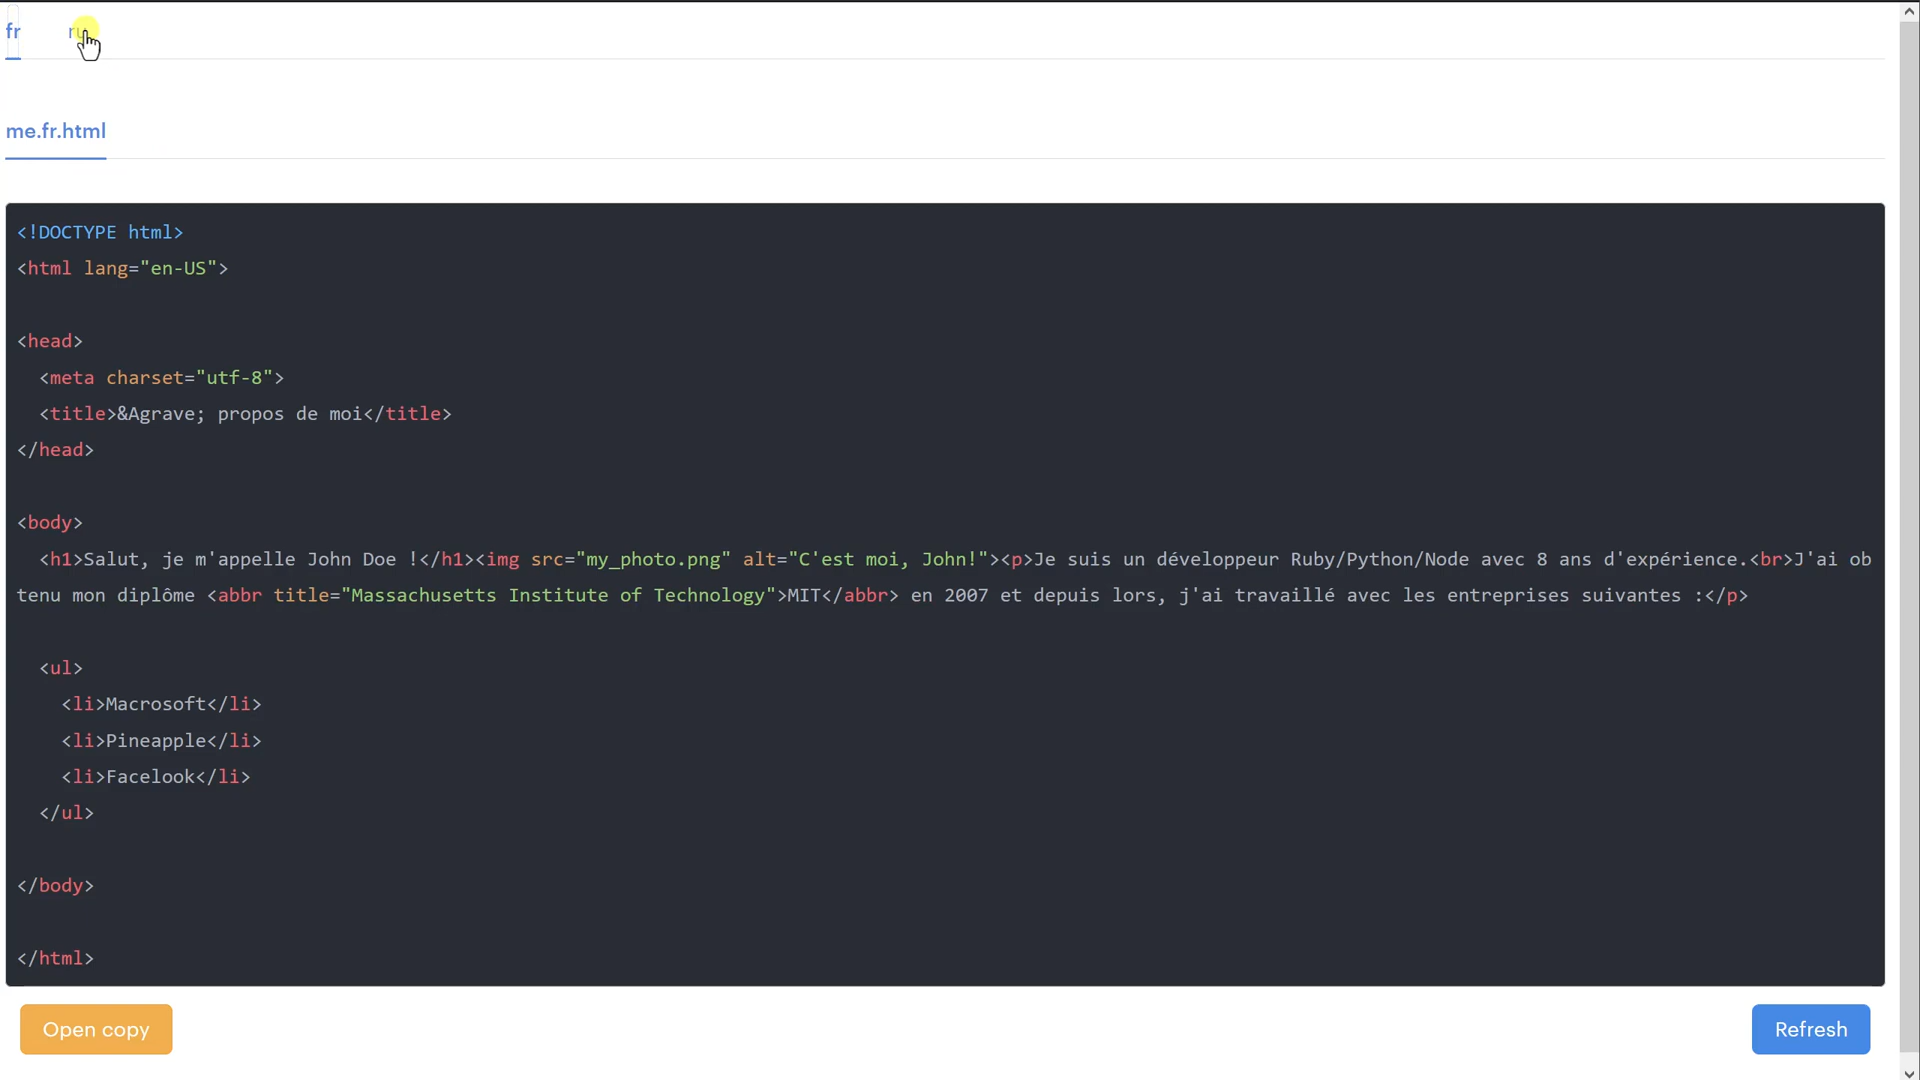 fr ru
me.fr.html
<!DOCTYPE html>
<html lang="en-US">
<head>
<meta charset="utf-8">
<title>&Agrave; propos de moi</title>
</head>
<body>
<h1>Salut, je m'appelle John Doe !</h1><img src="my_photo.png" alt="C'est moi, John!"><p>Je suis un développeur Ruby/Python/Node avec 8 ans d'expérience.<br>J'ai ob
tenu mon diplôme <abbr title="Massachusetts Institute of Technology">MIT</abbr> en 2007 et depuis lors, j'ai travaillé avec les entreprises suivantes :</p>
<ul>
<li>Macrosoft</li>
<li>Pineapple</li>
<li>Facelook</li>
</ul>
</body>
</html>
Open copy
Refresh